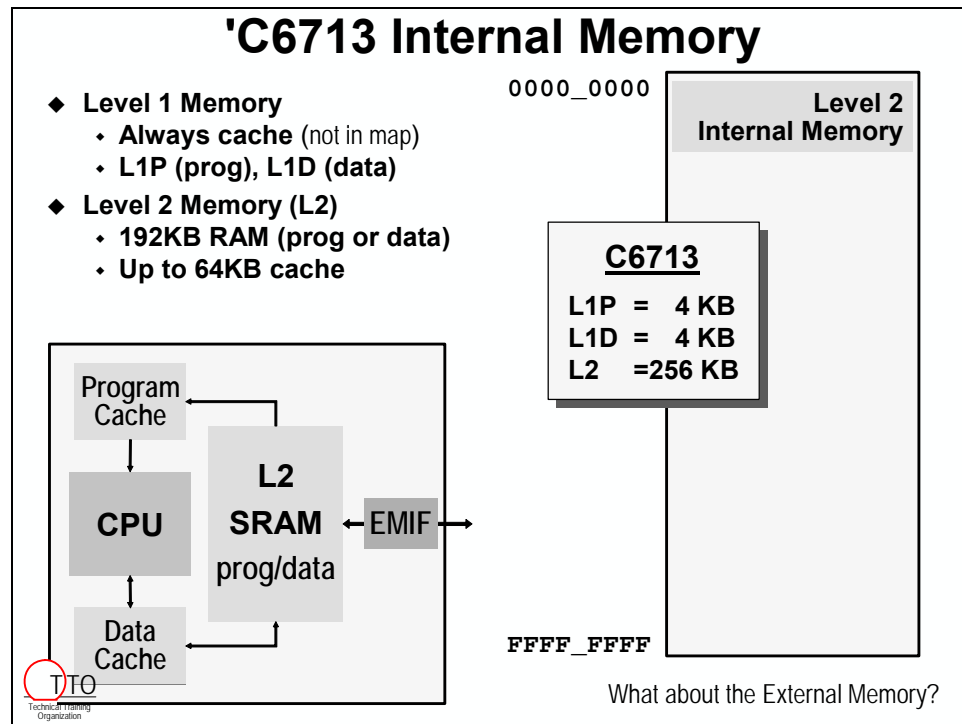 'C6713 Internal Memory
◆ Level 1 Memory
◆ Always cache (not in map)
◆ L1P (prog), L1D (data)
◆ Level 2 Memory (L2)
◆ 192KB RAM (prog or data)
◆ Up to 64KB cache
0000_0000
Level 2
Internal Memory
C6713
L1P = 4 KB
L1D = 4 KB
L2 =256 KB
FFFF_FFFF
Program
Cache
CPU
L2
SRAM
prog/data
EMIF
Data
Cache
TTO
Technical Training
Organization
What about the External Memory?